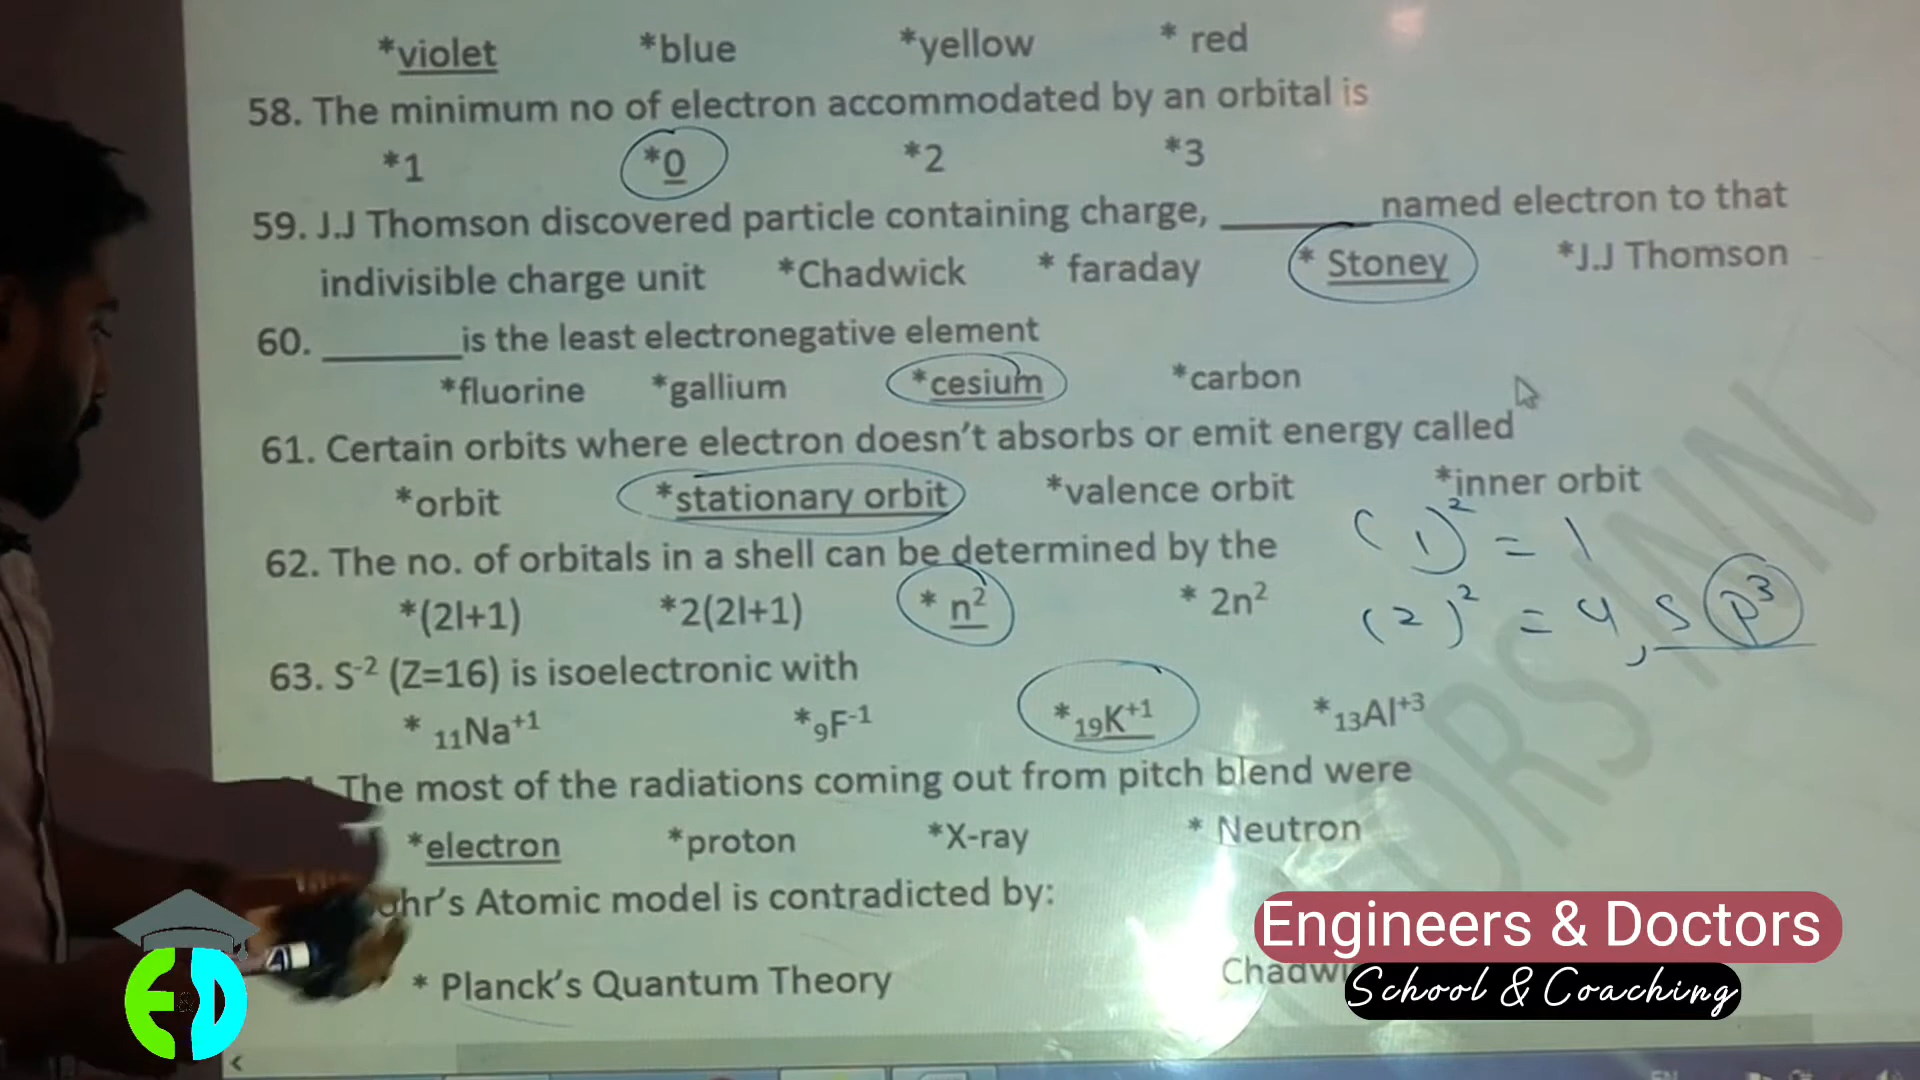 *violet *blue *yellow * red
58. The minimum no of electron accommodated by an orbital is
*1 *0 *2 *3
59. J.J Thomson discovered particle containing charge, _______ named electron to that
indivisible charge unit *Chadwick * faraday * Stoney *J.J Thomson
60. _______is the least electronegative element
*fluorine *gallium *cesium *carbon
61. Certain orbits where electron doesn't absorbs or emit energy called
*orbit *stationary orbit *valence orbit *inner orbit
(1)² = 1
62. The no. of orbitals in a shell can be determined by the
*(2l+1) *2(2l+1) * n² * 2n²
(2)² = 4, s p³
63. S⁻² (Z=16) is isoelectronic with
* ₁₁Na⁺¹ *₉F⁻¹ *₁₉K⁺¹ *₁₃Al⁺³
The most of the radiations coming out from pitch blend were
*electron *proton *X-ray * Neutron
Atomic model is contradicted by:
* Planck's Quantum Theory
Engineers & Doctors
School & Coaching
E&D